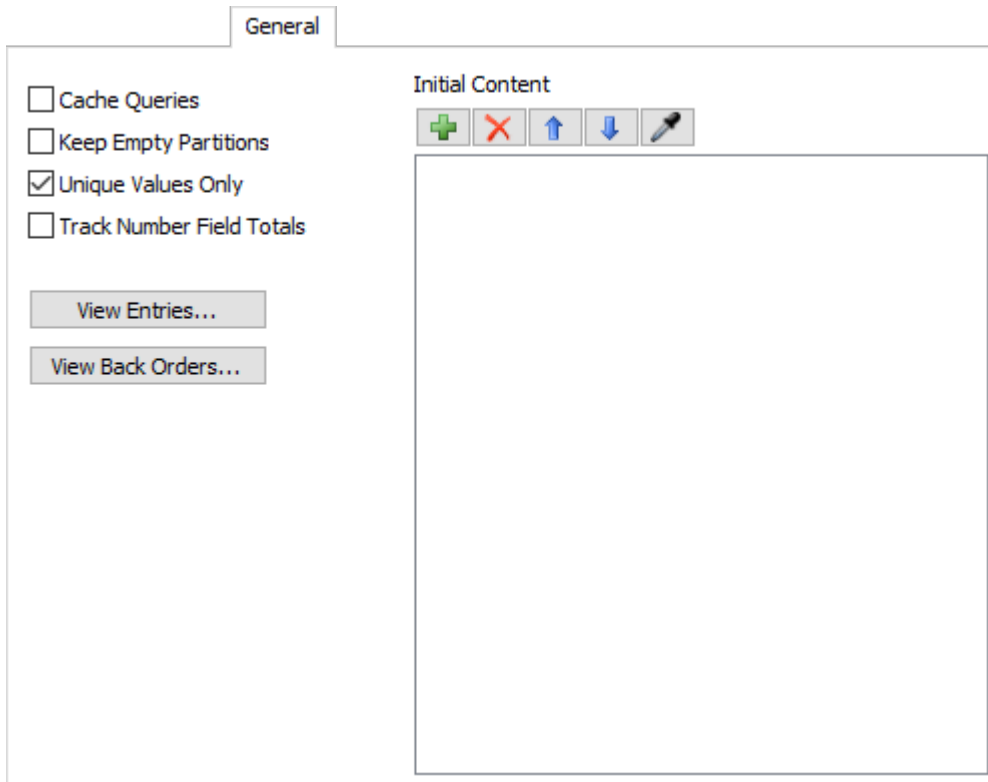 General
Cache Queries
Keep Empty Partitions
Unique Values Only
Track Number Field Totals
View Entries...
View Back Orders...
Initial Content